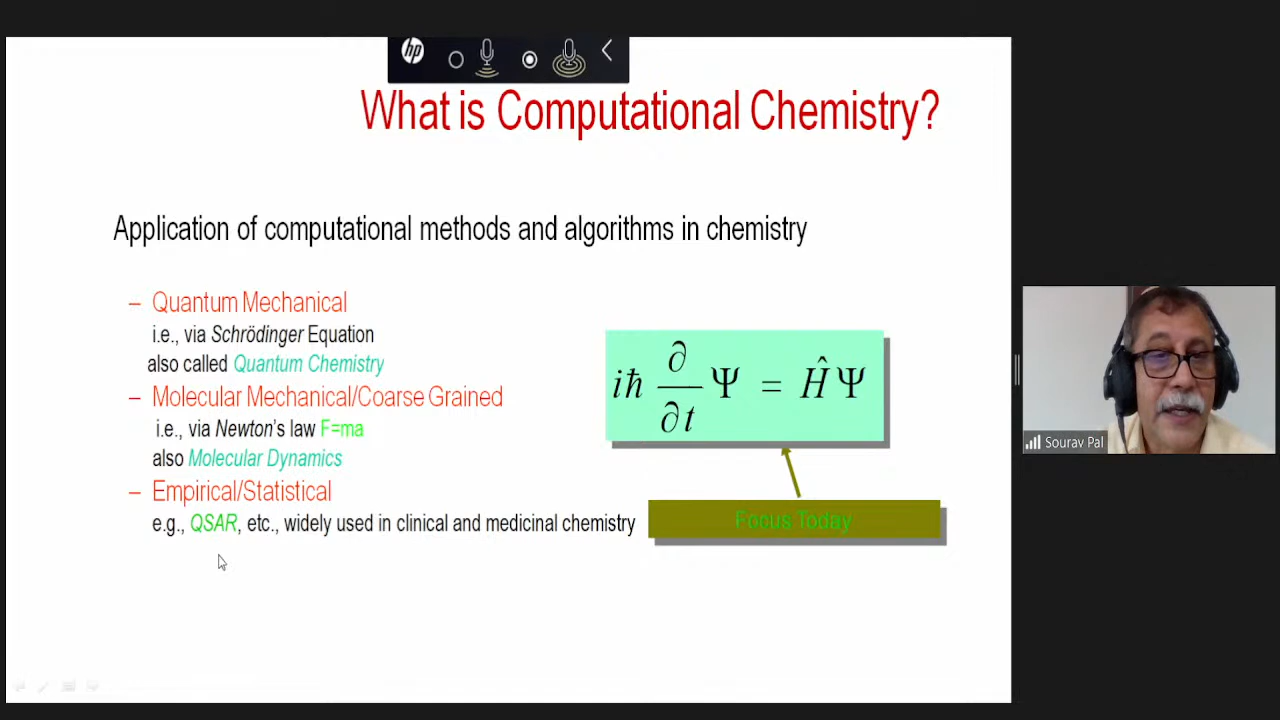 hp
What is Computational Chemistry?
Application of computational methods and algorithms in chemistry
– Quantum Mechanical
i.e., via Schrödinger Equation
also called Quantum Chemistry
– Molecular Mechanical/Coarse Grained
i.e., via Newton's law F=ma
also Molecular Dynamics
– Empirical/Statistical
e.g., QSAR, etc., widely used in clinical and medicinal chemistry
iħ ∂/∂t Ψ = ĤΨ
Focus Today
Sourav Pal